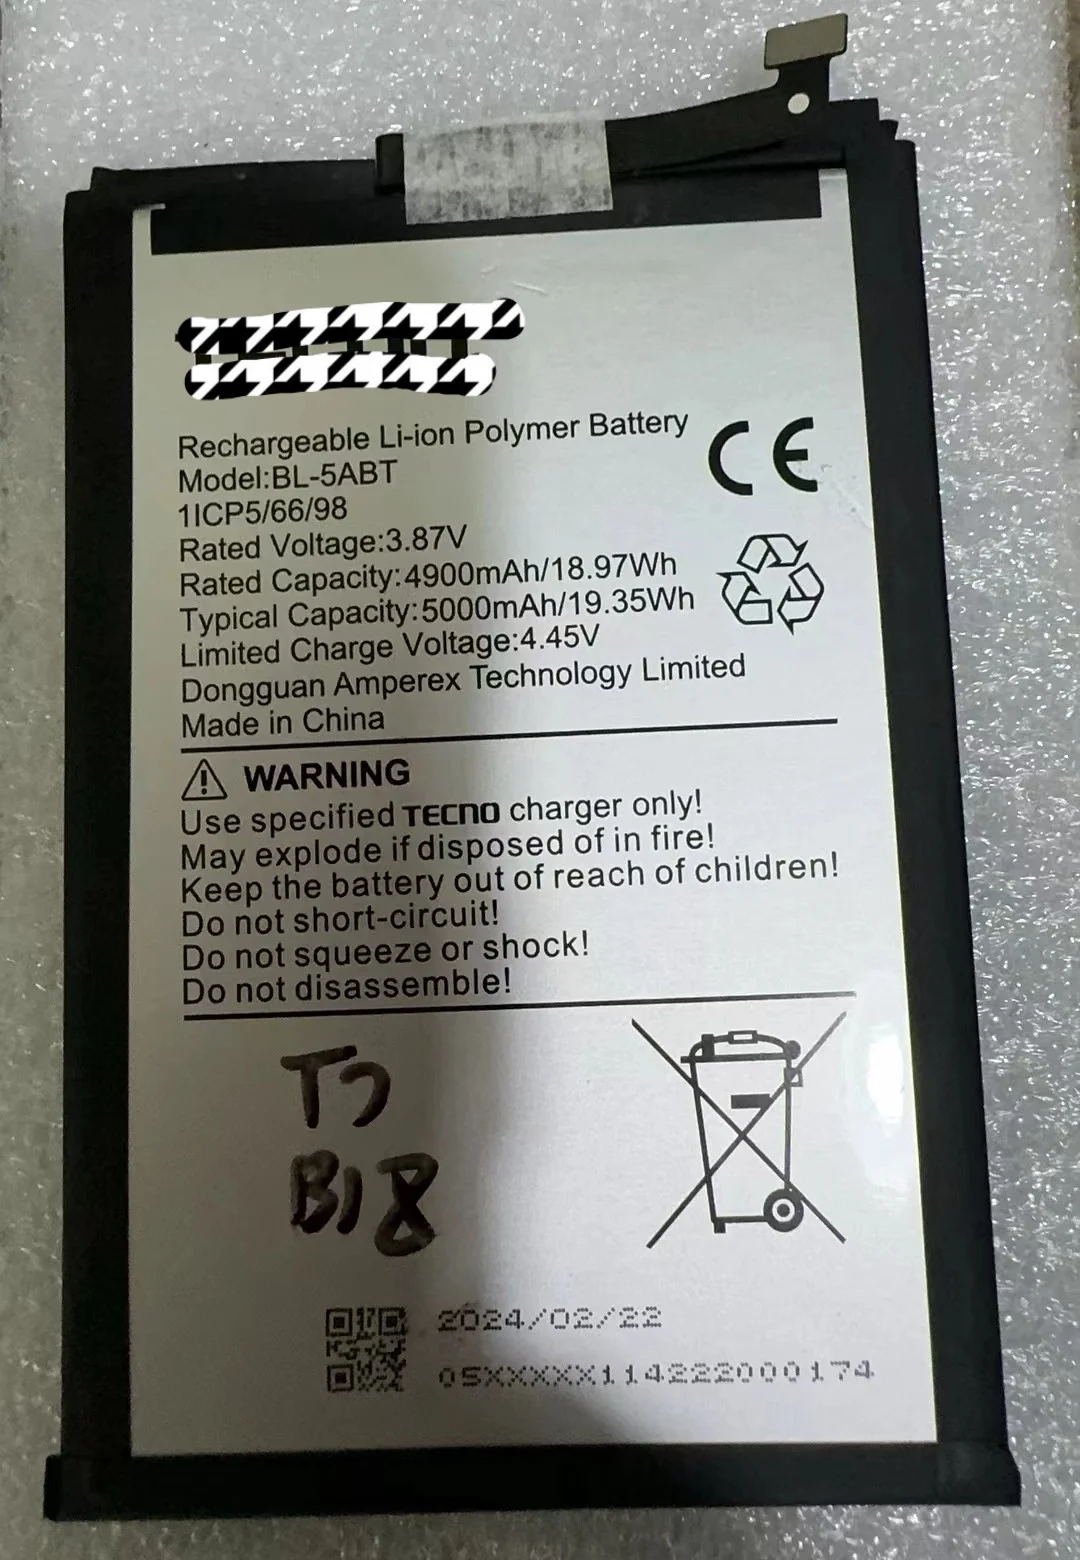 Rechargeable Li-ion Polymer Battery
Model:BL-5ABT
1ICP5/66/98
Rated Voltage:3.87V
Rated Capacity:4900mAh/18.97Wh
Typical Capacity:5000mAh/19.35Wh
Limited Charge Voltage:4.45V
Dongguan Amperex Technology Limited
Made in China
CE
WARNING
Use specified TECNO charger only!
May explode if disposed of in fire!
Keep the battery out of reach of children!
Do not short-circuit!
Do not squeeze or shock!
Do not disassemble!
B18
2024/02/22
05XXXXX114222000174